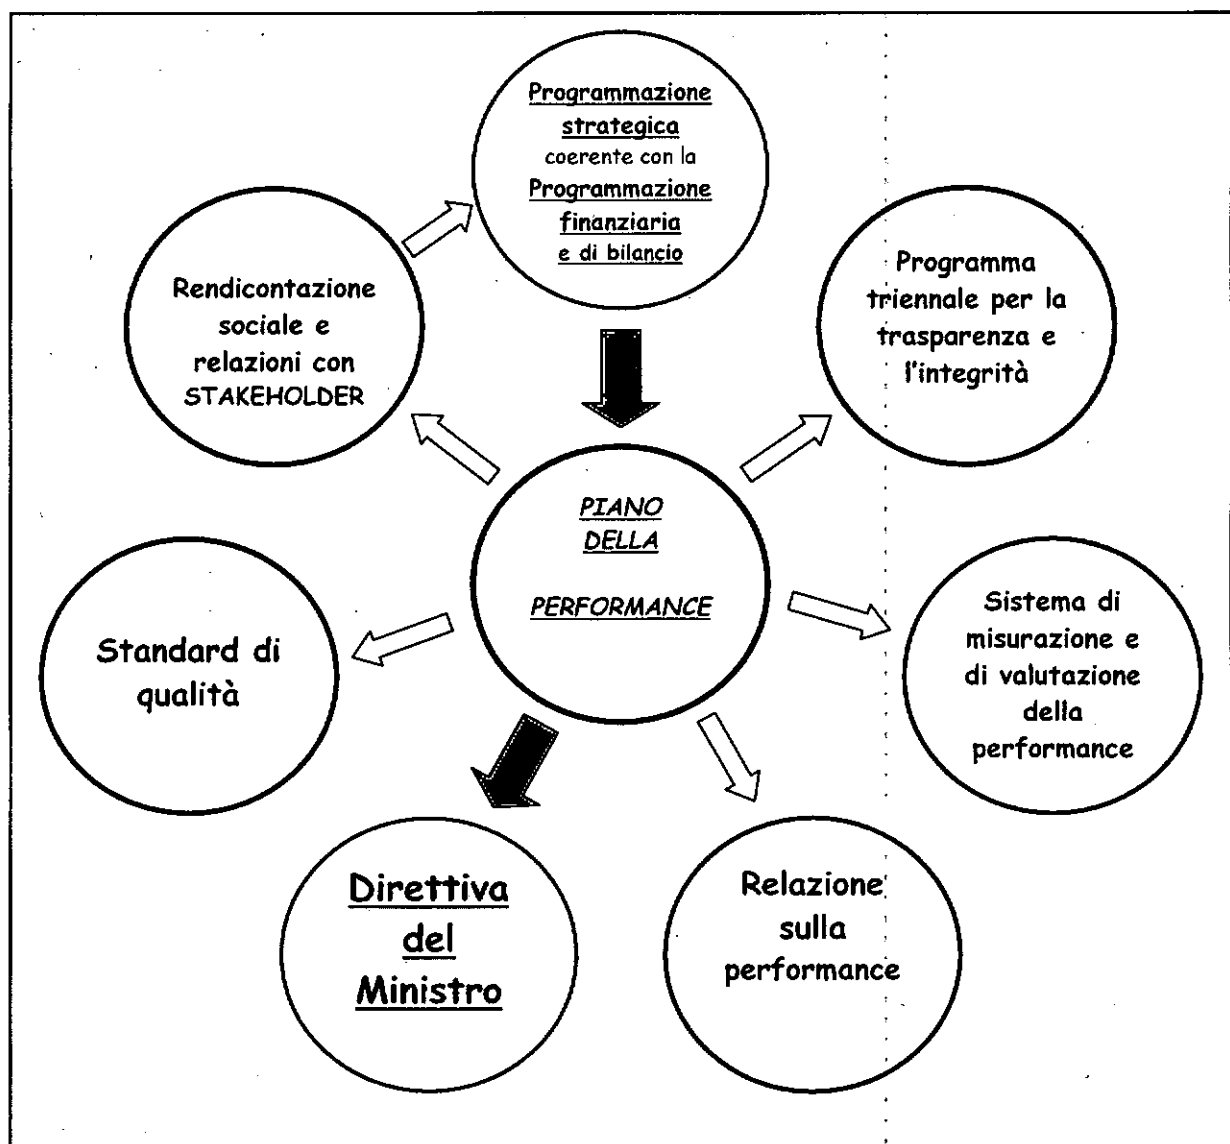 Programmazione
strategica
coerente con la
Programmazione
finanziaria
e di bilancio
Rendicontazione
sociale e
relazioni con
STAKEHOLDER
Programma
triennale per la
trasparenza e
l'integrità
PIANO
DELLA
PERFORMANCE
Standard di
qualità
Sistema di
misurazione e
di valutazione
della
performance
Direttiva
del
Ministro
Relazione
sulla
performance